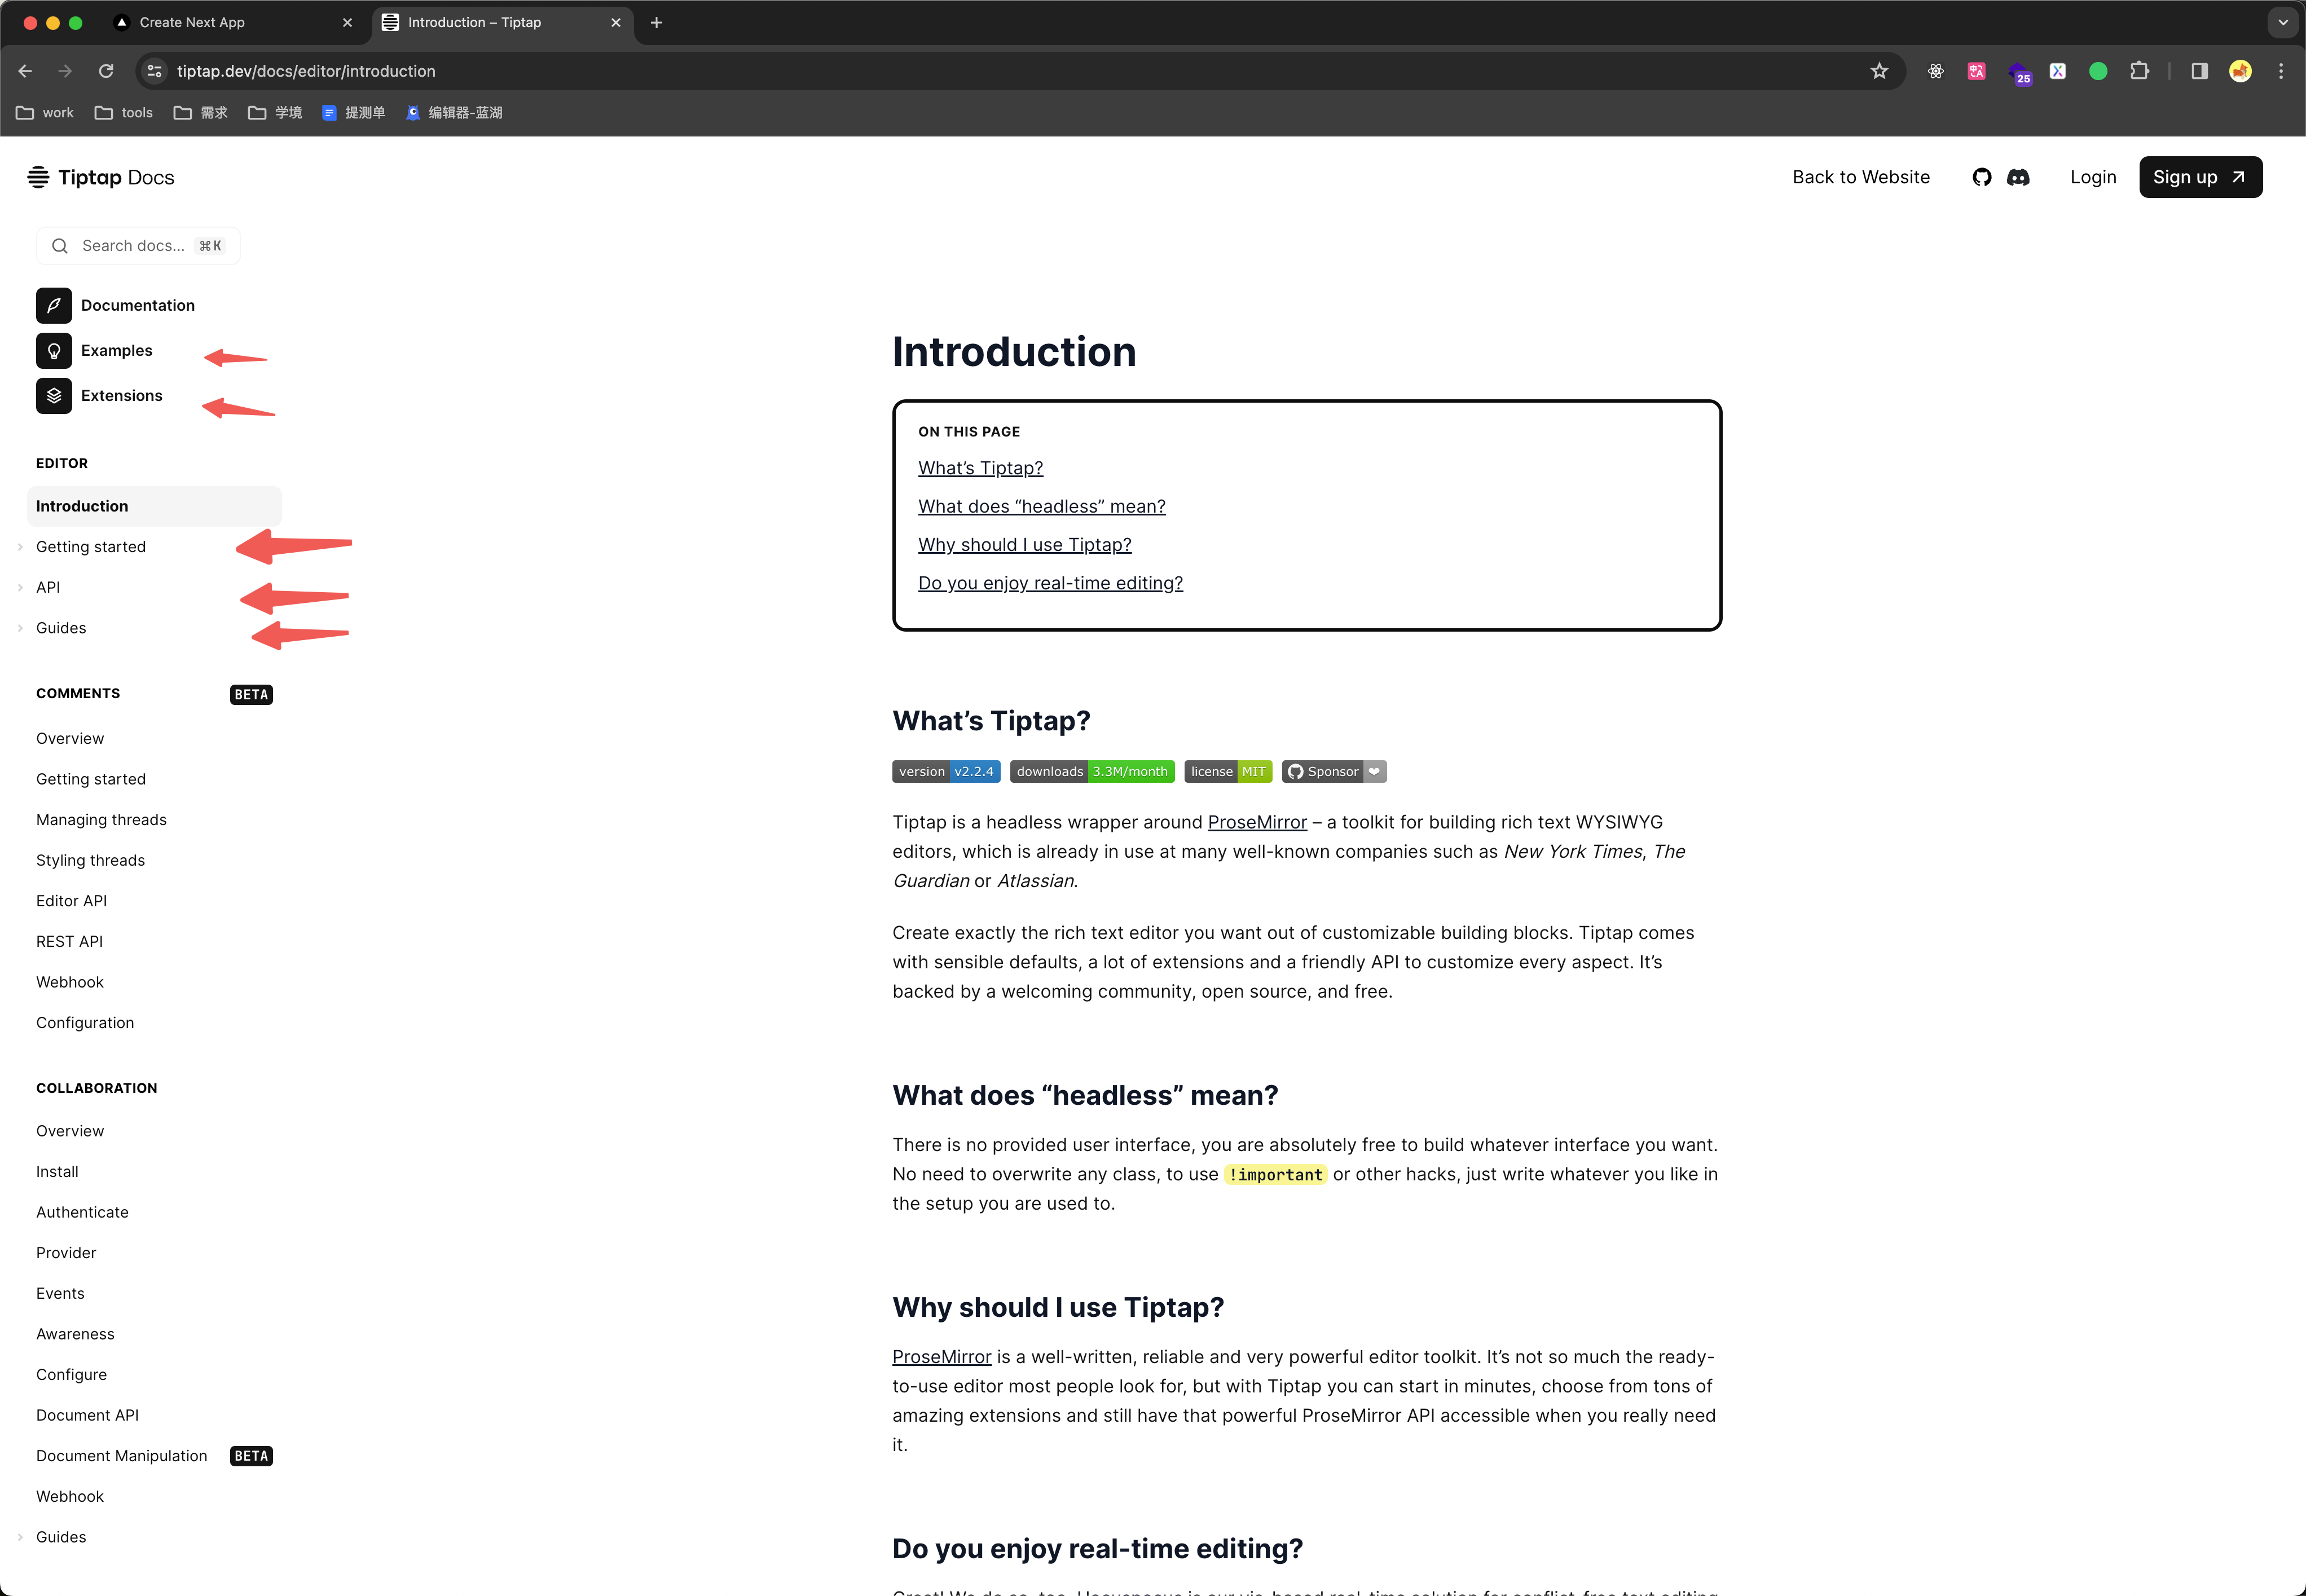 Create Next App
Introduction – Tiptap
tiptap.dev/docs/editor/introduction
25
work
tools
需求
学境
提测单
编辑器-蓝湖
Tiptap Docs
Back to Website
Login
Sign up
Search docs... ⌘K
Documentation
Examples
Extensions
EDITOR
Introduction
Getting started
API
Guides
COMMENTS BETA
Overview
Getting started
Managing threads
Styling threads
Editor API
REST API
Webhook
Configuration
COLLABORATION
Overview
Install
Authenticate
Provider
Events
Awareness
Configure
Document API
Document Manipulation BETA
Webhook
Guides
Introduction
ON THIS PAGE
What’s Tiptap?
What does “headless” mean?
Why should I use Tiptap?
Do you enjoy real-time editing?
What’s Tiptap?
version v2.2.4 downloads 3.3M/month license MIT Sponsor
Tiptap is a headless wrapper around ProseMirror – a toolkit for building rich text WYSIWYG
editors, which is already in use at many well-known companies such as New York Times, The
Guardian or Atlassian.
Create exactly the rich text editor you want out of customizable building blocks. Tiptap comes
with sensible defaults, a lot of extensions and a friendly API to customize every aspect. It’s
backed by a welcoming community, open source, and free.
What does “headless” mean?
There is no provided user interface, you are absolutely free to build whatever interface you want.
No need to overwrite any class, to use !important or other hacks, just write whatever you like in
the setup you are used to.
Why should I use Tiptap?
ProseMirror is a well-written, reliable and very powerful editor toolkit. It’s not so much the ready-
to-use editor most people look for, but with Tiptap you can start in minutes, choose from tons of
amazing extensions and still have that powerful ProseMirror API accessible when you really need
it.
Do you enjoy real-time editing?